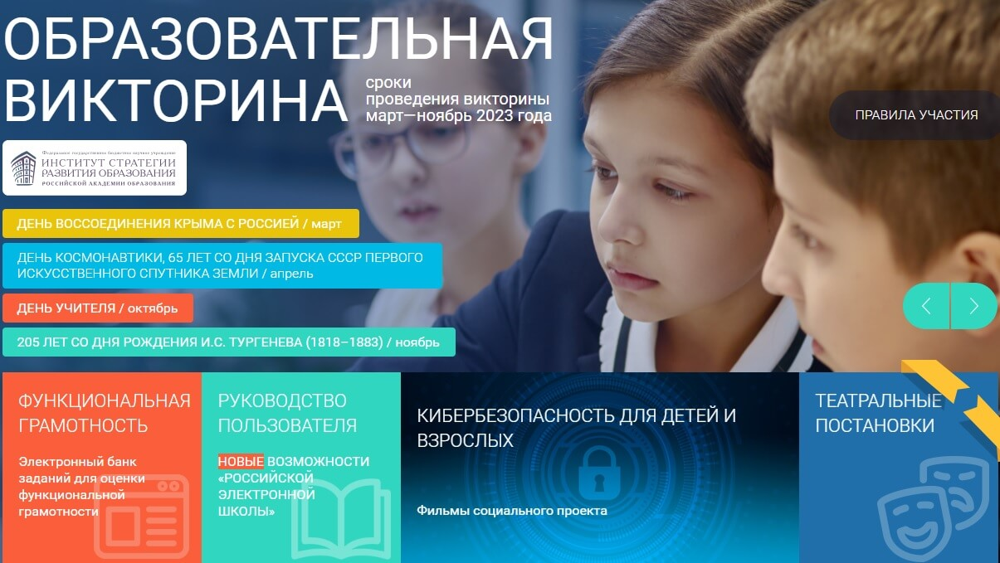 ОБРАЗОВАТЕЛЬНАЯ
ВИКТОРИНА
сроки
проведения викторины
март—ноябрь 2023 года
ПРАВИЛА УЧАСТИЯ
Федеральное государственное бюджетное научное учреждение
ИНСТИТУТ СТРАТЕГИИ
РАЗВИТИЯ ОБРАЗОВАНИЯ
РОССИЙСКОЙ АКАДЕМИИ ОБРАЗОВАНИЯ
ДЕНЬ ВОССОЕДИНЕНИЯ КРЫМА С РОССИЕЙ / март
ДЕНЬ КОСМОНАВТИКИ, 65 ЛЕТ СО ДНЯ ЗАПУСКА СССР ПЕРВОГО
ИСКУССТВЕННОГО СПУТНИКА ЗЕМЛИ / апрель
ДЕНЬ УЧИТЕЛЯ / октябрь
205 ЛЕТ СО ДНЯ РОЖДЕНИЯ И.С. ТУРГЕНЕВА (1818–1883) / ноябрь
ФУНКЦИОНАЛЬНАЯ
ГРАМОТНОСТЬ
Электронный банк
заданий для оценки
функциональной
грамотности
РУКОВОДСТВО
ПОЛЬЗОВАТЕЛЯ
НОВЫЕ ВОЗМОЖНОСТИ
«РОССИЙСКОЙ
ЭЛЕКТРОННОЙ
ШКОЛЫ»
КИБЕРБЕЗОПАСНОСТЬ ДЛЯ ДЕТЕЙ И
ВЗРОСЛЫХ
Фильмы социального проекта
ТЕАТРАЛЬНЫЕ
ПОСТАНОВКИ